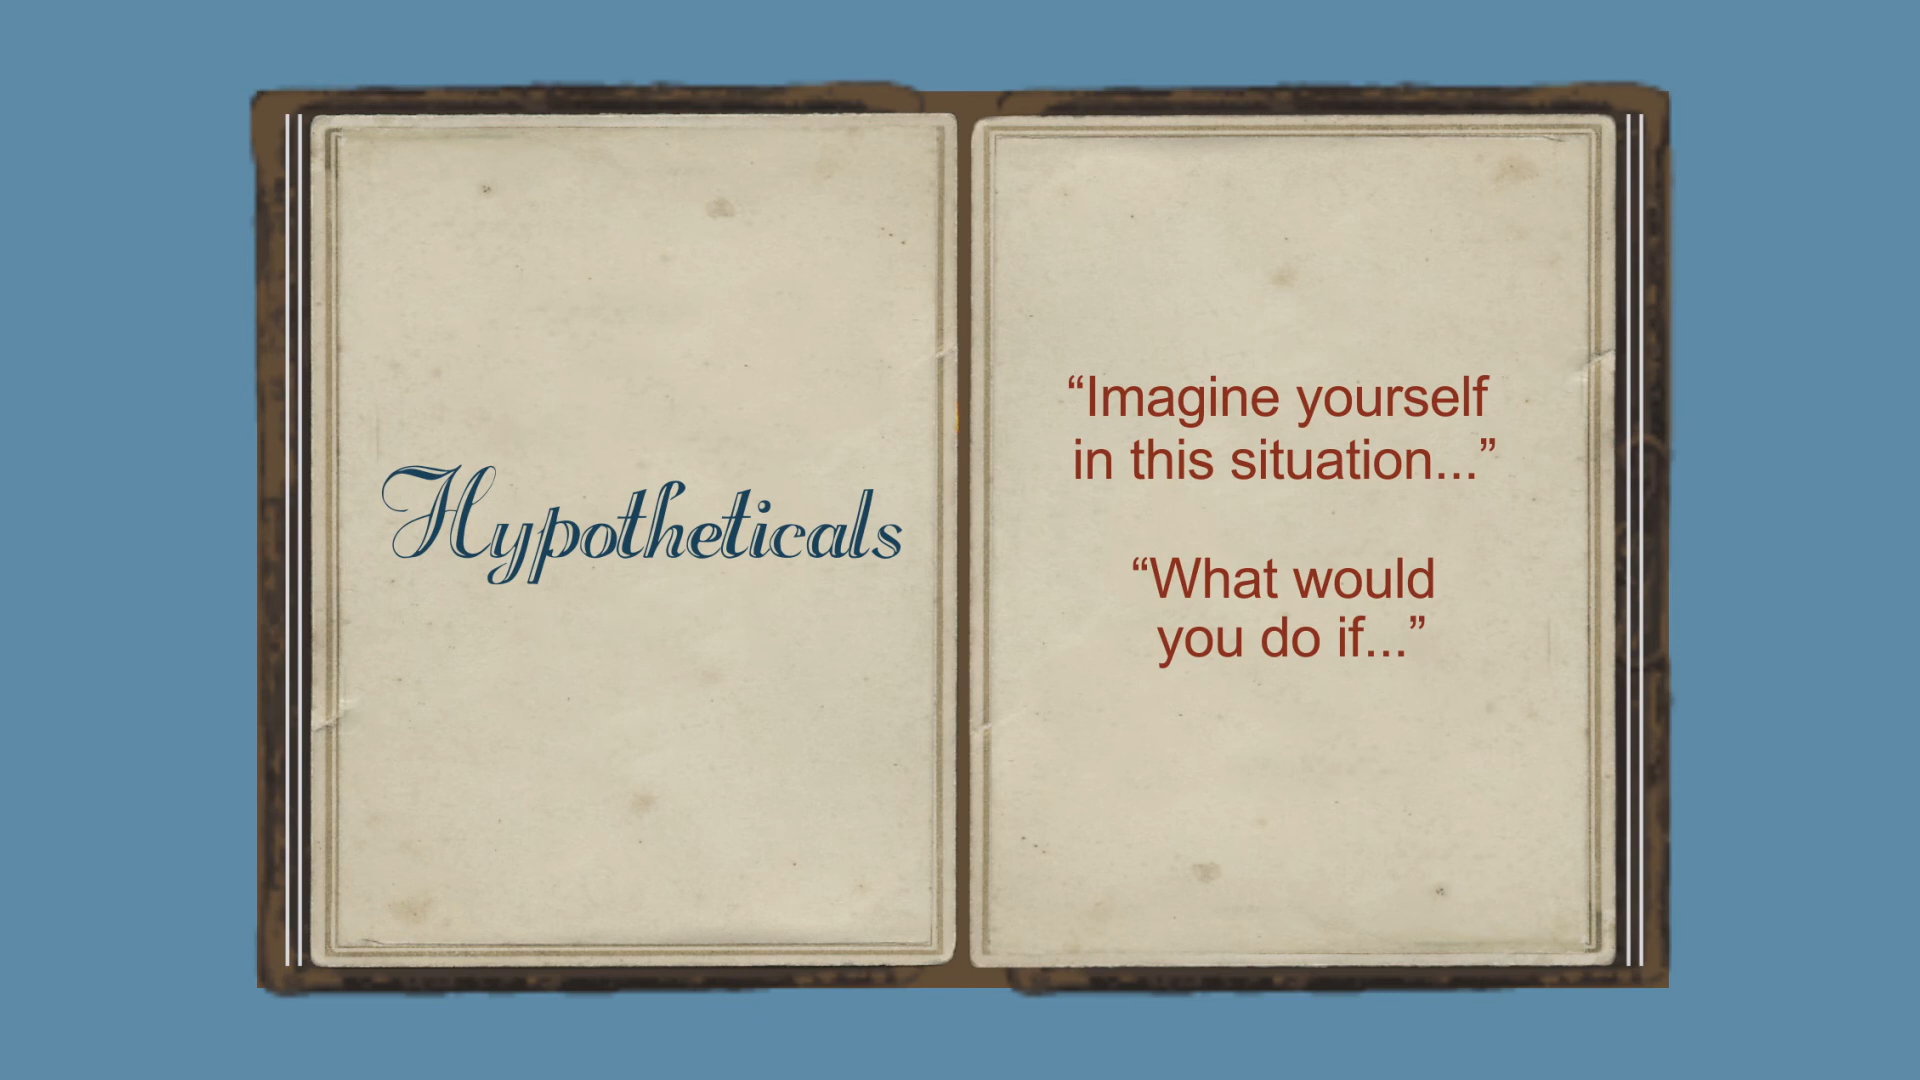 Hypotheticals
“Imagine yourself
in this situation...”
“What would
you do if...”